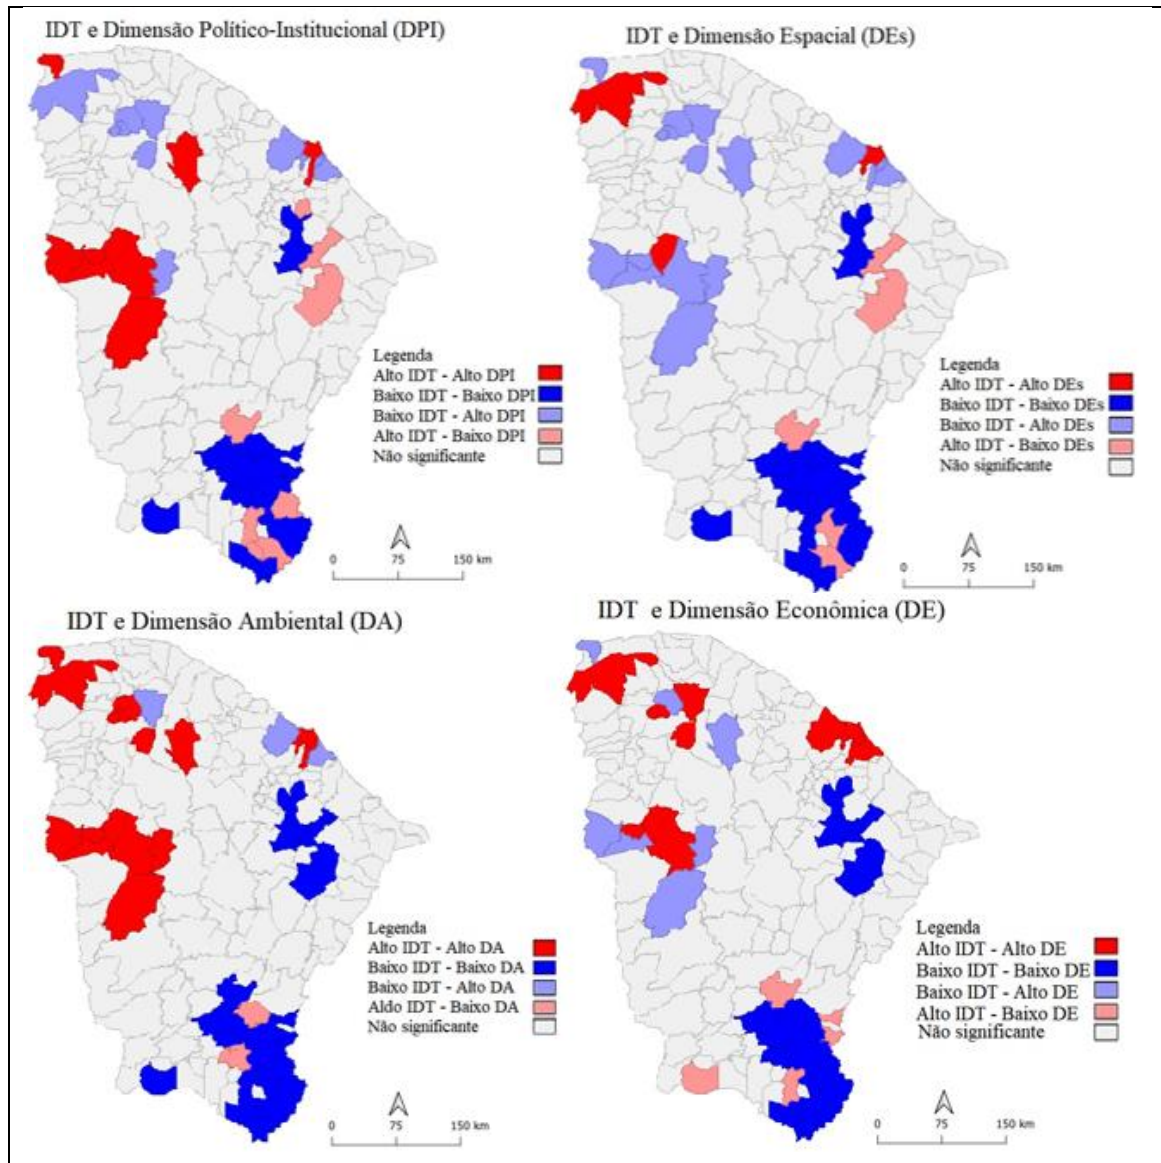 IDT e Dimensão Político-Institucional (DPI)
Legenda
Alto IDT - Alto DPI
Baixo IDT - Baixo DPI
Baixo IDT - Alto DPI
Alto IDT - Baixo DPI
Não significante
0 75 150 km
IDT e Dimensão Espacial (DEs)
Legenda
Alto IDT - Alto DEs
Baixo IDT - Baixo DEs
Baixo IDT - Alto DEs
Alto IDT - Baixo DEs
Não significante
0 75 150 km
IDT e Dimensão Ambiental (DA)
Legenda
Alto IDT - Alto DA
Baixo IDT - Baixo DA
Baixo IDT - Alto DA
Aldo IDT - Baixo DA
Não significante
0 75 150 km
IDT e Dimensão Econômica (DE)
Legenda
Alto IDT - Alto DE
Baixo IDT - Baixo DE
Baixo IDT - Alto DE
Alto IDT - Baixo DE
Não significante
0 75 150 km